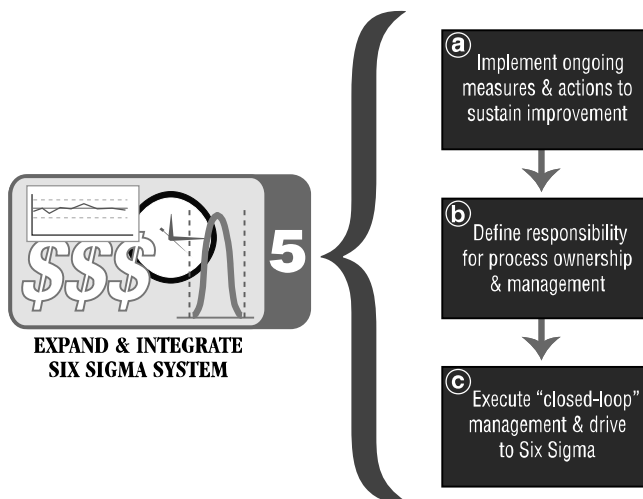 $$$
5
EXPAND & INTEGRATE
SIX SIGMA SYSTEM
a
Implement ongoing
measures & actions to
sustain improvement
b
Define responsibility
for process ownership
& management
c
Execute “closed-loop”
management & drive
to Six Sigma